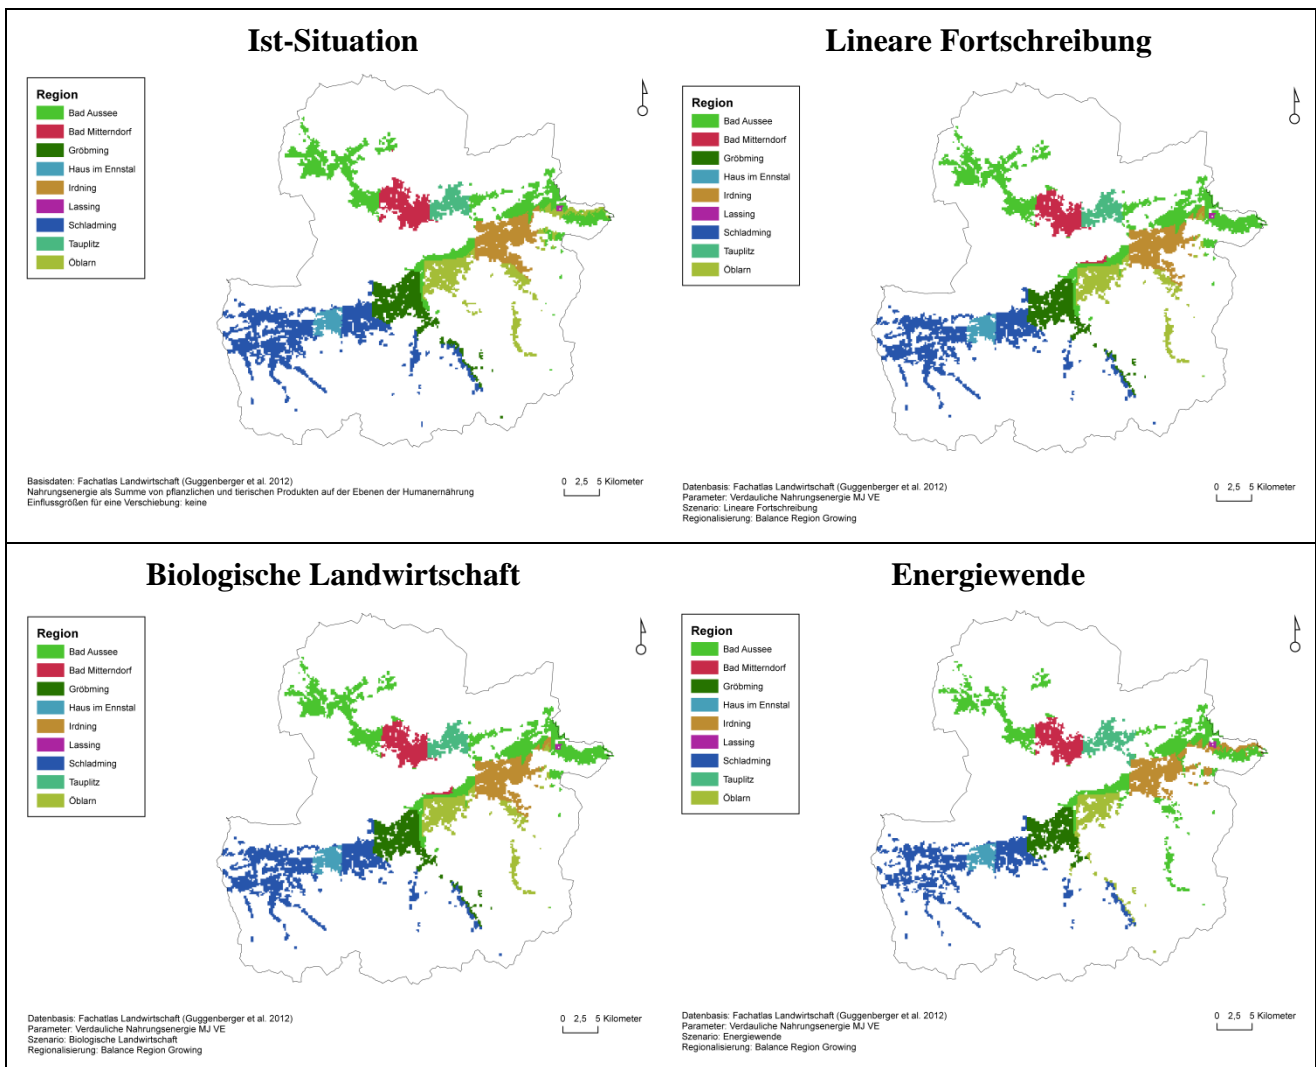 Ist-Situation
Region
Bad Aussee
Bad Mitterndorf
Gröbming
Haus im Ennstal
Irdning
Lassing
Schladming
Tauplitz
Öblarn
Basisdaten: Fachatlas Landwirtschaft (Guggenberger et al. 2012)
Nahrungsenergie als Summe von pflanzlichen und tierischen Produkten auf der Ebenen der Humanernährung
Einflussgrößen für eine Verschiebung: keine
0 2,5 5 Kilometer
Lineare Fortschreibung
Region
Bad Aussee
Bad Mitterndorf
Gröbming
Haus im Ennstal
Irdning
Lassing
Schladming
Tauplitz
Öblarn
Datenbasis: Fachatlas Landwirtschaft (Guggenberger et al. 2012)
Parameter: Verdauliche Nahrungsenergie MJ VE
Szenario: Lineare Fortschreibung
Regionalisierung: Balance Region Growing
0 2,5 5 Kilometer
Biologische Landwirtschaft
Region
Bad Aussee
Bad Mitterndorf
Gröbming
Haus im Ennstal
Irdning
Lassing
Schladming
Tauplitz
Öblarn
Datenbasis: Fachatlas Landwirtschaft (Guggenberger et al. 2012)
Parameter: Verdauliche Nahrungsenergie MJ VE
Szenario: Biologische Landwirtschaft
Regionalisierung: Balance Region Growing
0 2,5 5 Kilometer
Energiewende
Region
Bad Aussee
Bad Mitterndorf
Gröbming
Haus im Ennstal
Irdning
Lassing
Schladming
Tauplitz
Öblarn
Datenbasis: Fachatlas Landwirtschaft (Guggenberger et al. 2012)
Parameter: Verdauliche Nahrungsenergie MJ VE
Szenario: Energiewende
Regionalisierung: Balance Region Growing
0 2,5 5 Kilometer